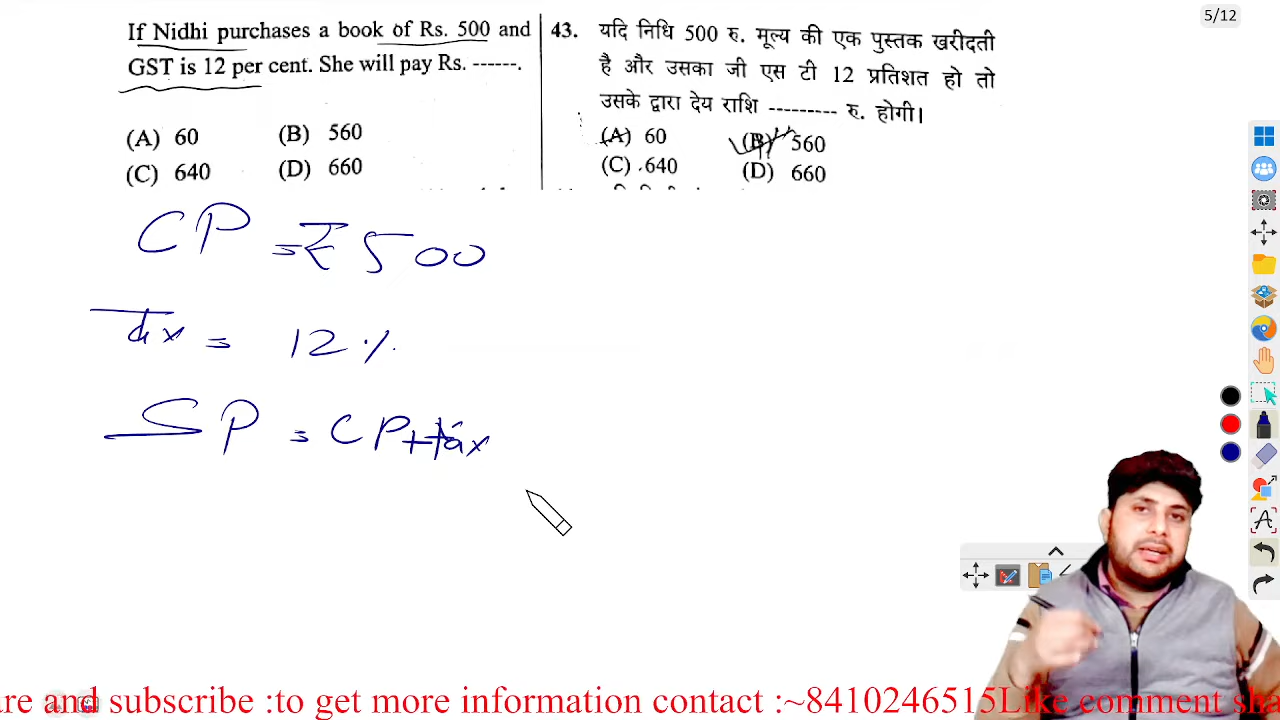 5/12
If Nidhi purchases a book of Rs. 500 and
GST is 12 per cent. She will pay Rs. ------.
(A) 60 (B) 560
(C) 640 (D) 660
43. यदि निधि 500 रु. मूल्य की एक पुस्तक खरीदती
है और उसका जी एस टी 12 प्रतिशत हो तो
उसके द्वारा देय राशि --------- रु. होगी।
(A) 60 (B) 560
(C) 640 (D) 660
CP = ₹ 500
Tax = 12 %
SP = CP + tax
are and subscribe :to get more information contact :~8410246515Like comment sha